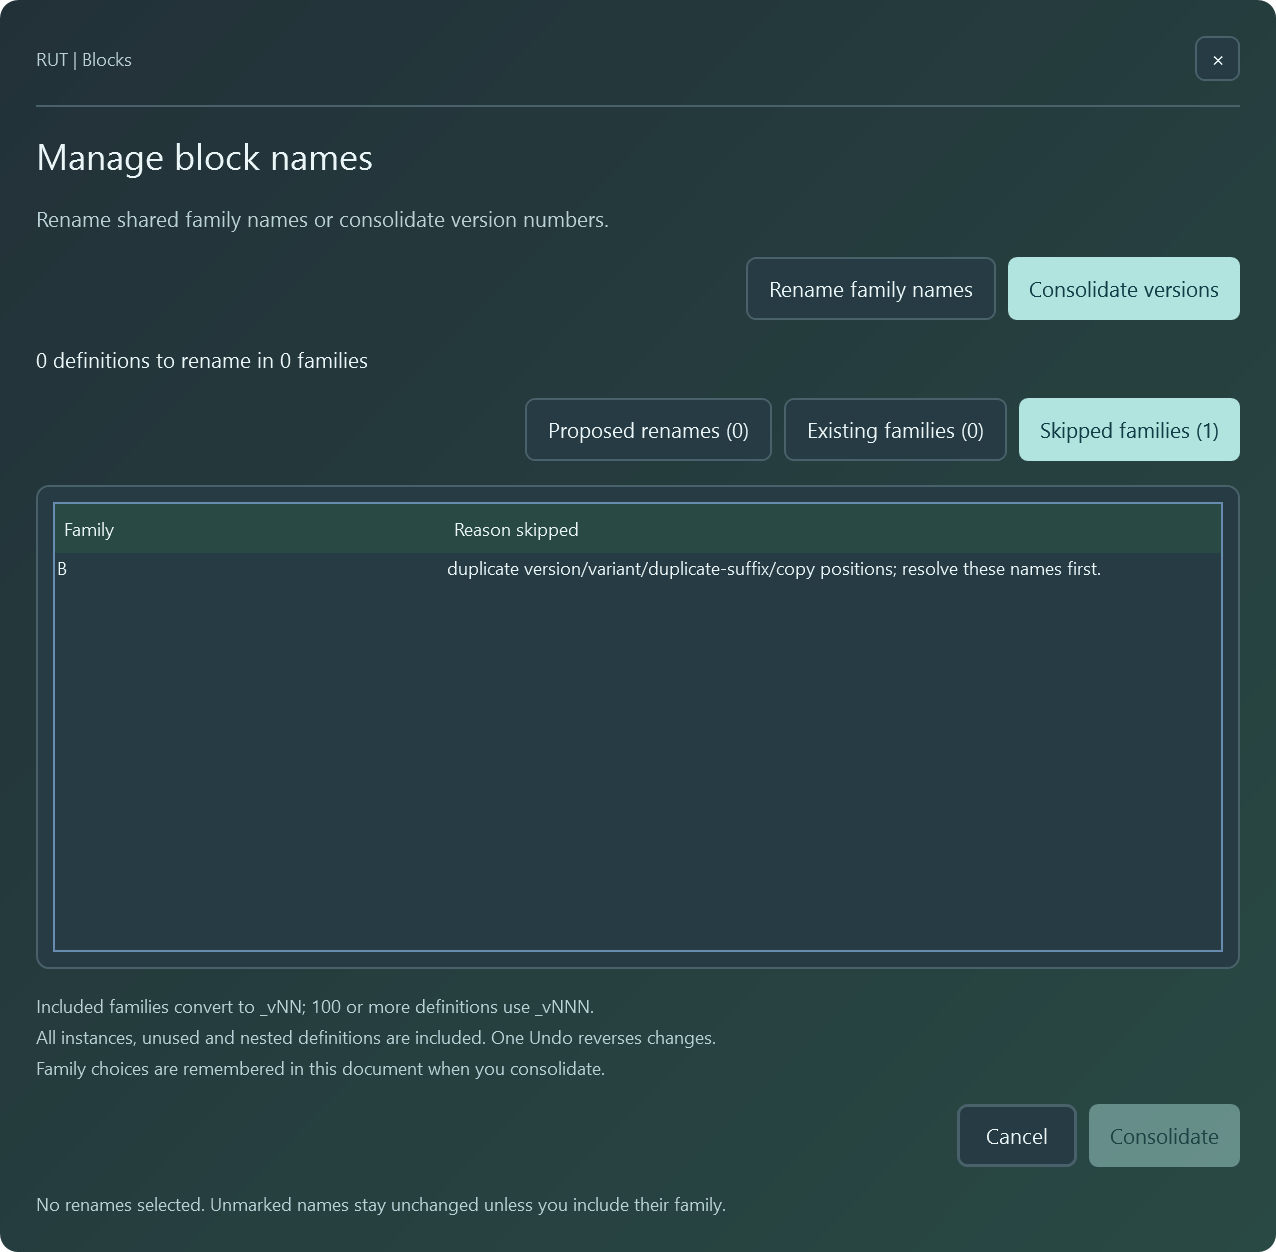 RUT | Blocks
×
Manage block names
Rename shared family names or consolidate version numbers.
Rename family names
Consolidate versions
0 definitions to rename in 0 families
Proposed renames (0)
Existing families (0)
Skipped families (1)
Family Reason skipped
B duplicate version/variant/duplicate-suffix/copy positions; resolve these names first.
Included families convert to _vNN; 100 or more definitions use _vNNN.
All instances, unused and nested definitions are included. One Undo reverses changes.
Family choices are remembered in this document when you consolidate.
Cancel
Consolidate
No renames selected. Unmarked names stay unchanged unless you include their family.